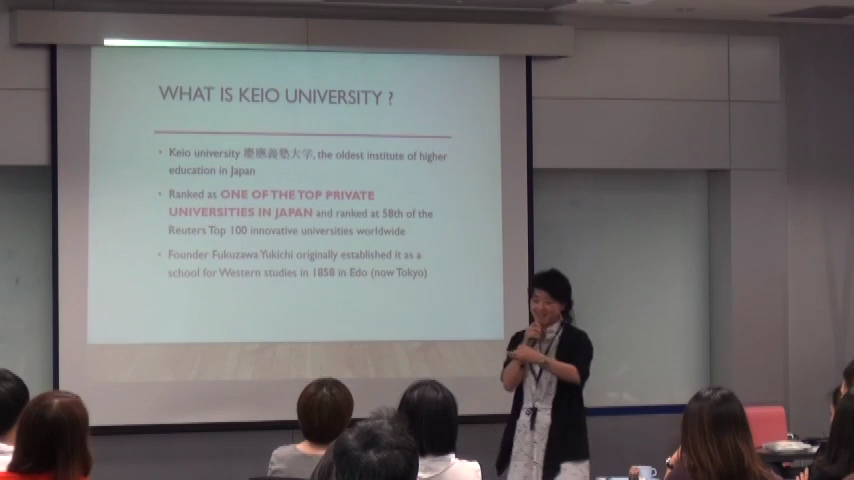 WHAT IS KEIO UNIVERSITY ?
• Keio university 慶應義塾大学, the oldest institute of higher
education in Japan
• Ranked as ONE OF THE TOP PRIVATE
UNIVERSITIES IN JAPAN and ranked at 58th of the
Reuters Top 100 innovative universities worldwide
• Founder Fukuzawa Yukichi originally established it as a
school for Western studies in 1858 in Edo (now Tokyo)